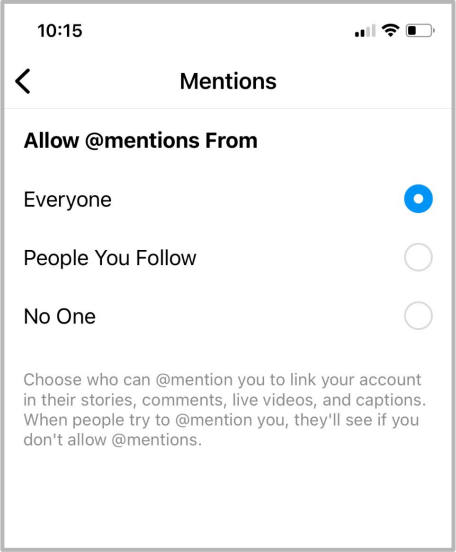 10:15
Mentions
Allow @mentions From
Everyone
People You Follow
No One
Choose who can @mention you to link your account
in their stories, comments, live videos, and captions.
When people try to @mention you, they'll see if you
don't allow @mentions.